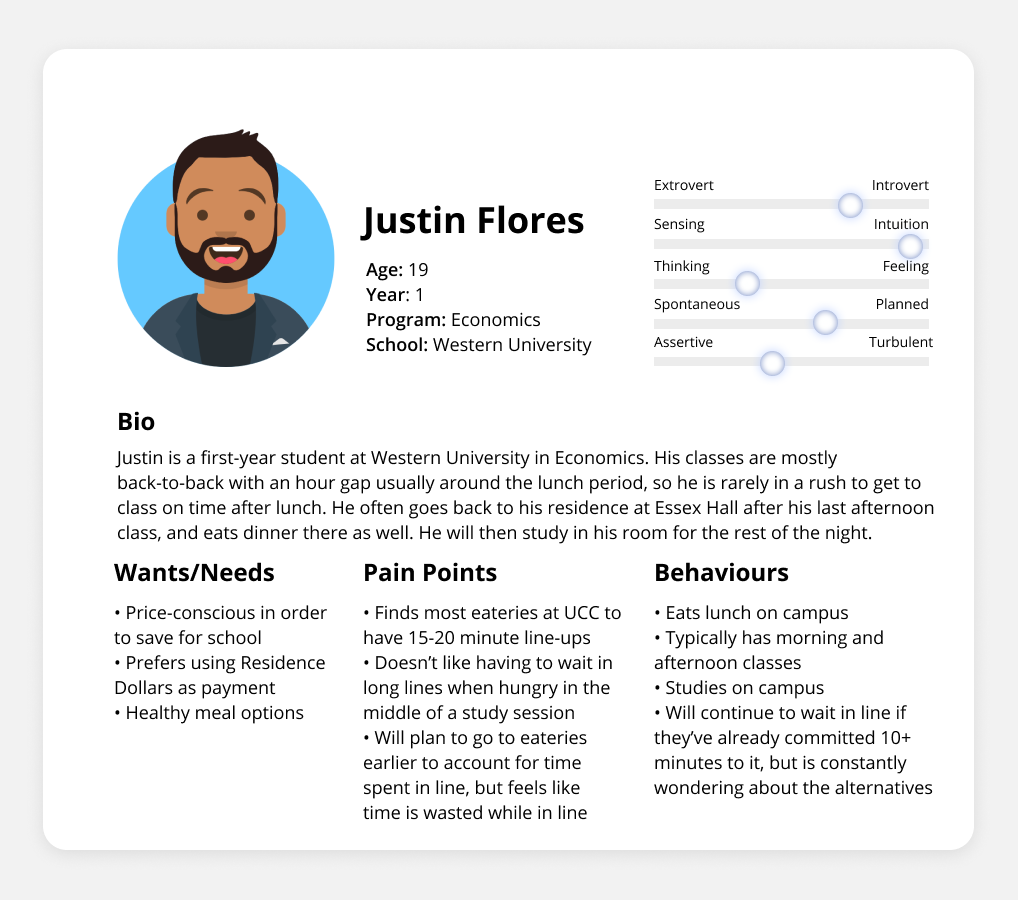 Justin Flores
Age: 19
Year: 1
Program: Economics
School: Western University
Extrovert Introvert
Sensing Intuition
Thinking Feeling
Spontaneous Planned
Assertive Turbulent
Bio
Justin is a first-year student at Western University in Economics. His classes are mostly
back-to-back with an hour gap usually around the lunch period, so he is rarely in a rush to get to
class on time after lunch. He often goes back to his residence at Essex Hall after his last afternoon
class, and eats dinner there as well. He will then study in his room for the rest of the night.
Wants/Needs
• Price-conscious in order
to save for school
• Prefers using Residence
Dollars as payment
• Healthy meal options
Pain Points
• Finds most eateries at UCC to
have 15-20 minute line-ups
• Doesn’t like having to wait in
long lines when hungry in the
middle of a study session
• Will plan to go to eateries
earlier to account for time
spent in line, but feels like
time is wasted while in line
Behaviours
• Eats lunch on campus
• Typically has morning and
afternoon classes
• Studies on campus
• Will continue to wait in line if
they’ve already committed 10+
minutes to it, but is constantly
wondering about the alternatives